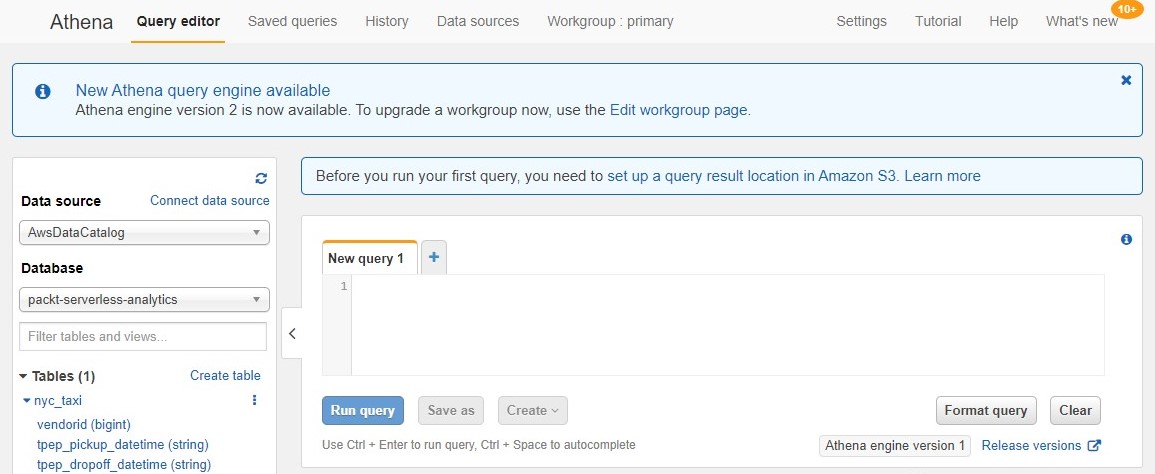 Athena Query editor Saved queries History Data sources Workgroup : primary Settings Tutorial Help What's new 10+
New Athena query engine available
Athena engine version 2 is now available. To upgrade a workgroup now, use the Edit workgroup page.
Data source Connect data source
AwsDataCatalog
Database
packt-serverless-analytics
Filter tables and views...
Tables (1) Create table
nyc_taxi
vendorid (bigint)
tpep_pickup_datetime (string)
tpep_dropoff_datetime (string)
Before you run your first query, you need to set up a query result location in Amazon S3. Learn more
New query 1 +
1
Run query Save as Create Format query Clear
Use Ctrl + Enter to run query, Ctrl + Space to autocomplete Athena engine version 1 Release versions